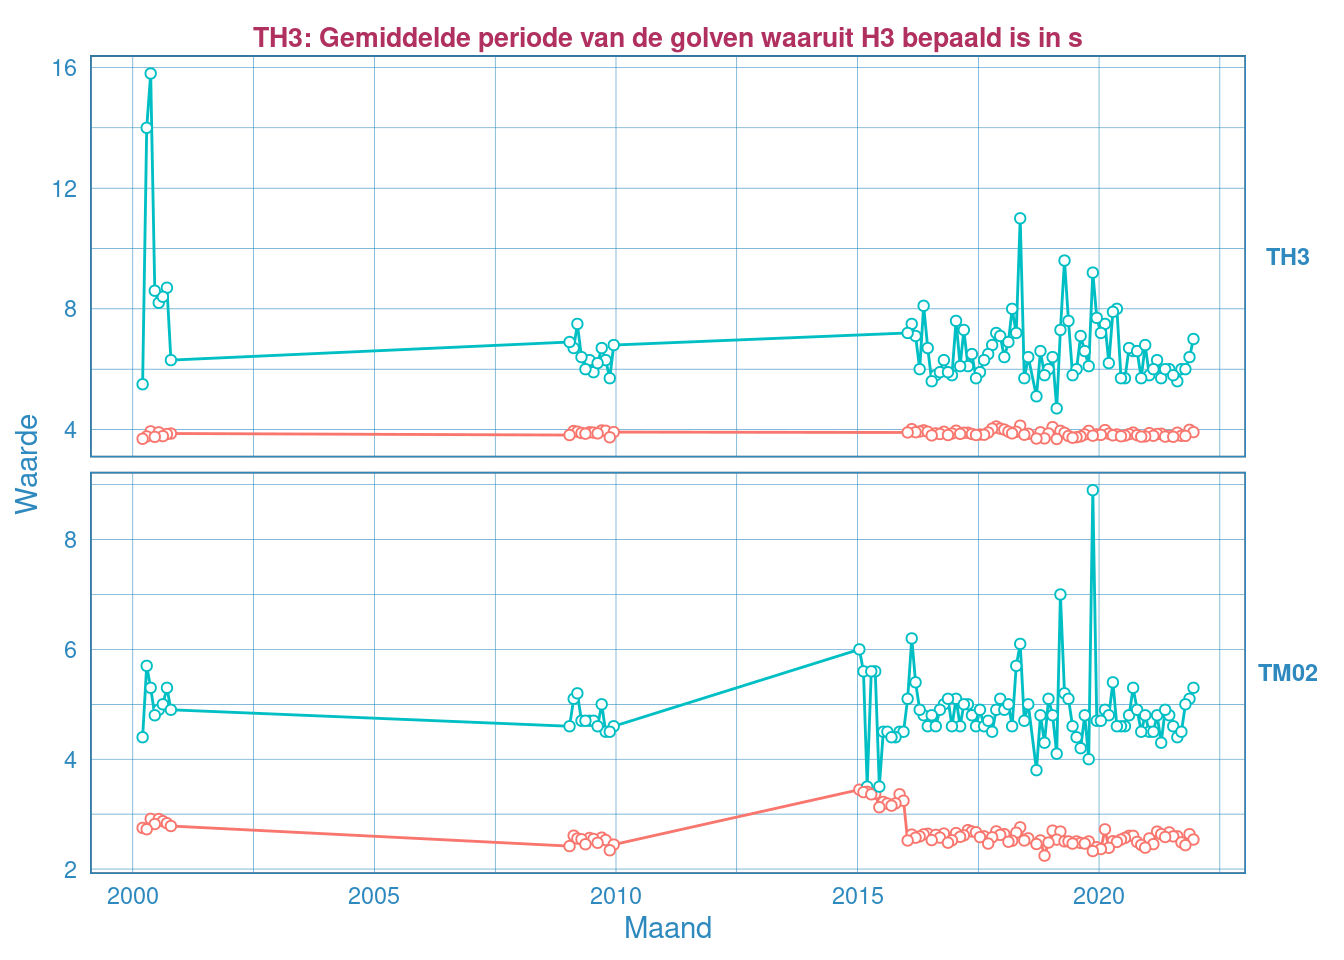 TH3: Gemiddelde periode van de golven waaruit H3 bepaald is in s
16
12
8
4
TH3
Waarde
8
6
4
2
TM02
2000 2005 2010 2015 2020
Maand